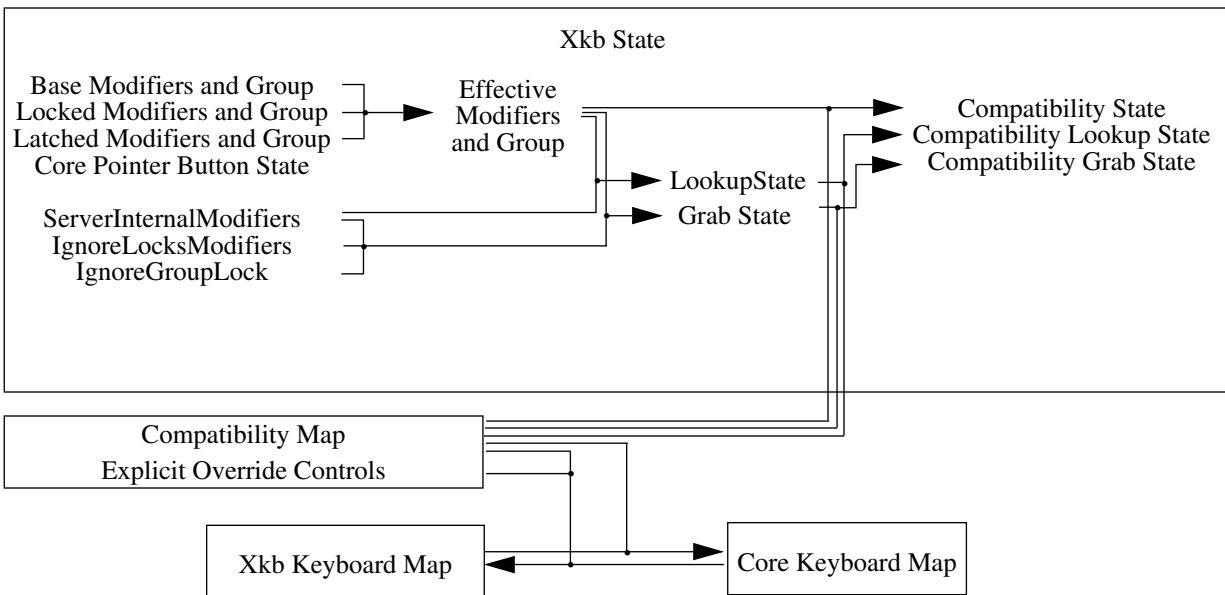 Xkb State
Base Modifiers and Group
Locked Modifiers and Group
Latched Modifiers and Group
Core Pointer Button State
ServerInternalModifiers
IgnoreLocksModifiers
IgnoreGroupLock
Effective
Modifiers
and Group
LookupState
Grab State
Compatibility State
Compatibility Lookup State
Compatibility Grab State
Compatibility Map
Explicit Override Controls
Xkb Keyboard Map
Core Keyboard Map